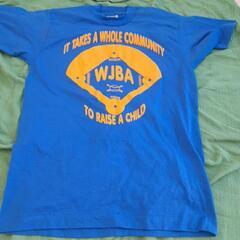 IT TAKES A WHOLE COMMUNITY
WJBA
TO RAISE A CHILD